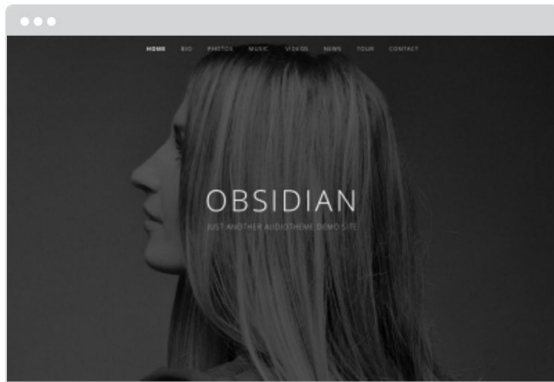 HOME BIO PHOTOS MUSIC VIDEOS NEWS TOUR CONTACT
OBSIDIAN
JUST ANOTHER AUDIOTHEME DEMO SITE